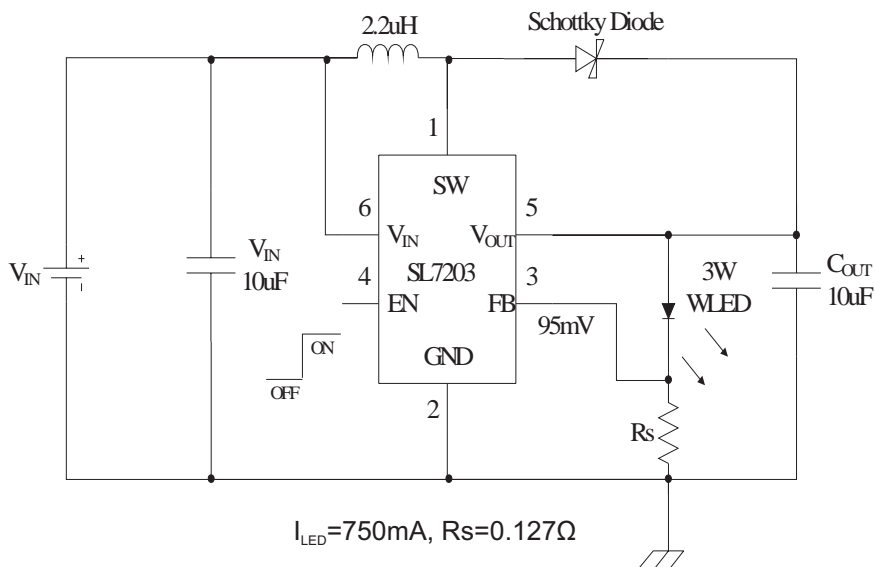 2.2uH
Schottky Diode
1
SW
6
5
VIN
VOUT
VIN
10uF
VIN
+
-
4
SL7203
3
EN
FB
95mV
3W
WLED
COUT
10uF
ON
OFF
GND
2
Rs
ILED=750mA, Rs=0.127Ω